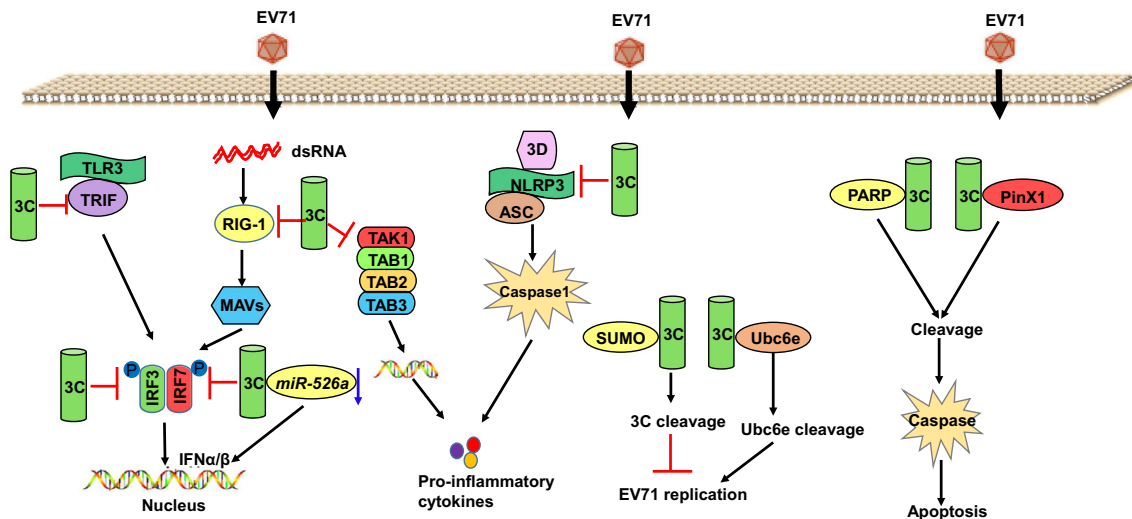 EV71
EV71
EV71
dsRNA
3C
TLR3
TRIF
RIG-1
3C
TAK1
TAB1
TAB2
TAB3
MAVs
3C
P
IRF3
IRF7
P
3C
miR-526a
IFNα/β
Nucleus
3D
NLRP3
ASC
3C
Caspase1
Pro-inflammatory
cytokines
SUMO
3C
3C
Ubc6e
3C cleavage
Ubc6e cleavage
EV71 replication
PARP
3C
3C
PinX1
Cleavage
Caspase
Apoptosis